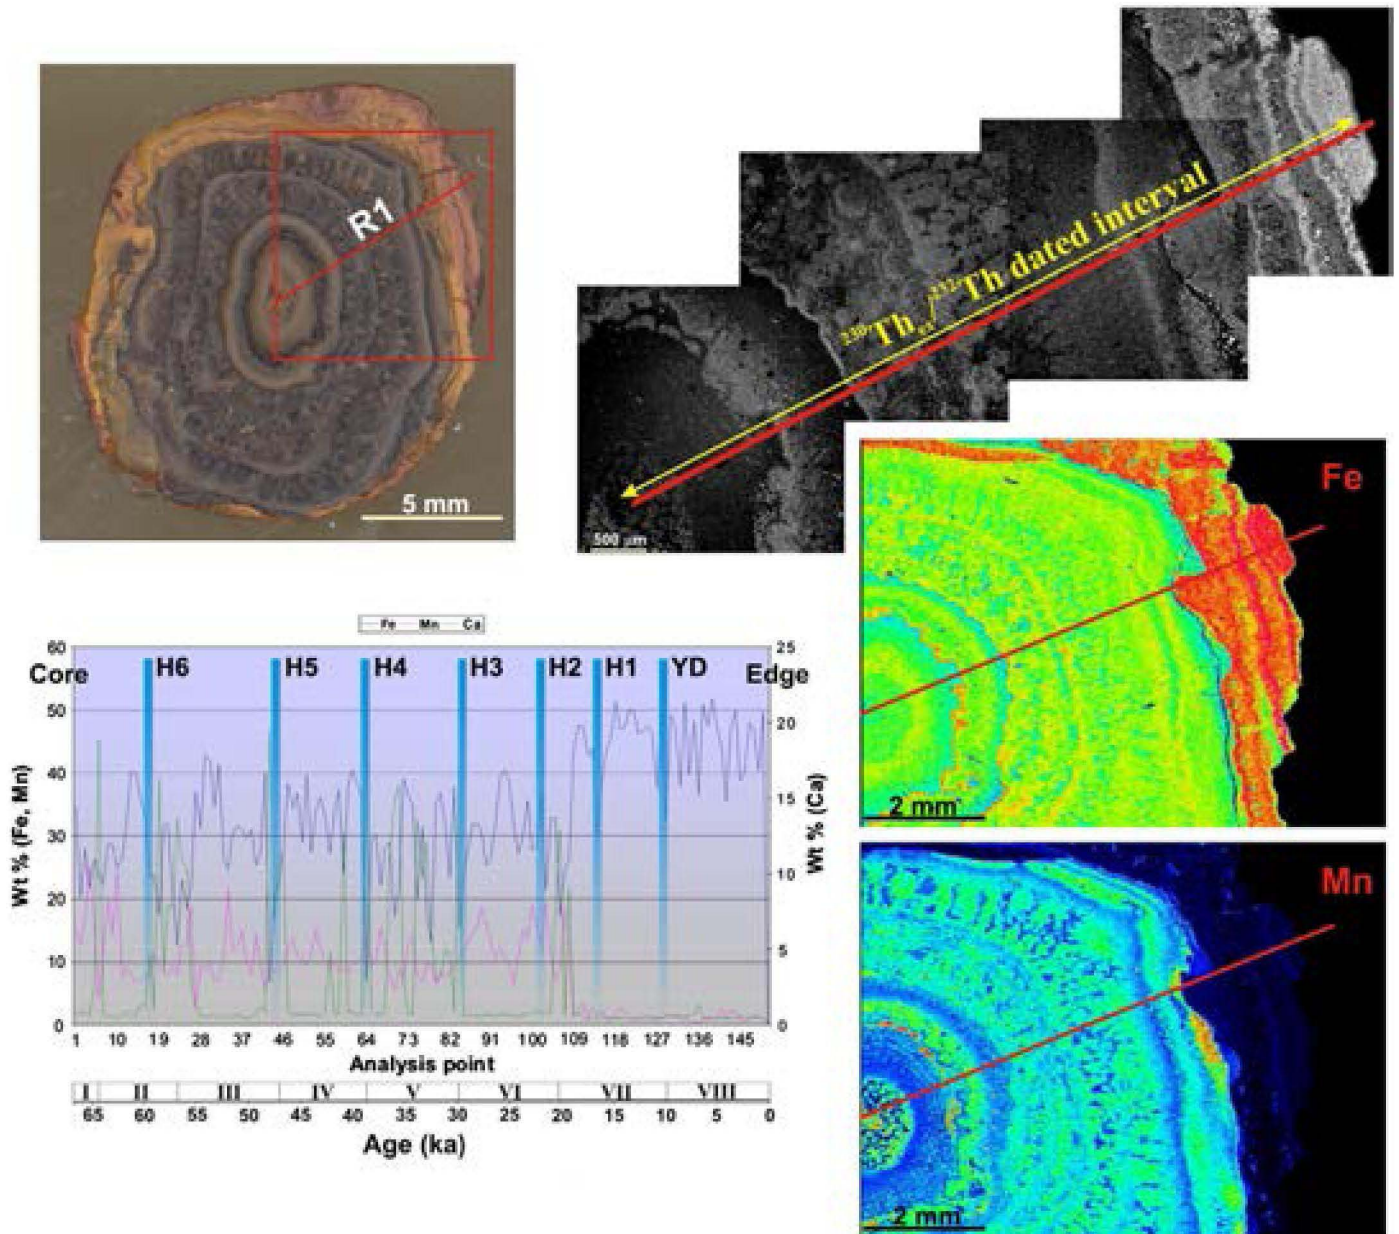 R1
5 mm
230Thex/232Th dated interval
500 µm
Fe
2 mm
Mn
2 mm
Fe Mn Ca
60 25
Core H6 H5 H4 H3 H2 H1 YD Edge
50 20
40
15
30
10
20
5
10
0 0
Wt % (Fe, Mn)
Wt % (Ca)
1 10 19 28 37 46 55 64 73 82 91 100 109 118 127 136 145
Analysis point
I II III IV V VI VII VIII
65 60 55 50 45 40 35 30 25 20 15 10 5 0
Age (ka)